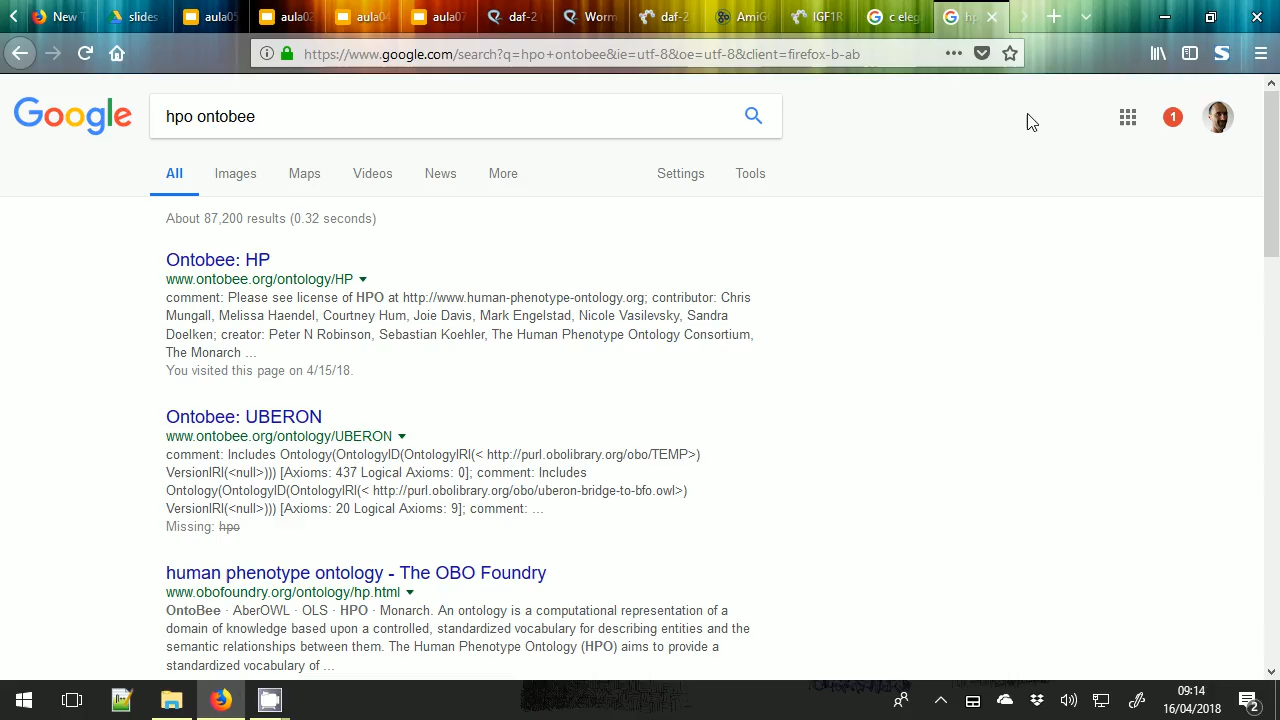 New T
slides
aula05
aula02
aula04
aula07
daf-2
Worm
daf-2
AmiG
IGF1R
c eleg
hp
https://www.google.com/search?q=hpo+ontobee&ie=utf-8&oe=utf-8&client=firefox-b-ab
Google
hpo ontobee
1
All
Images
Maps
Videos
News
More
Settings
Tools
About 87,200 results (0.32 seconds)
Ontobee: HP
www.ontobee.org/ontology/HP
comment: Please see license of HPO at http://www.human-phenotype-ontology.org; contributor: Chris
Mungall, Melissa Haendel, Courtney Hum, Joie Davis, Mark Engelstad, Nicole Vasilevsky, Sandra
Doelken; creator: Peter N Robinson, Sebastian Koehler, The Human Phenotype Ontology Consortium,
The Monarch ...
You visited this page on 4/15/18.
Ontobee: UBERON
www.ontobee.org/ontology/UBERON
comment: Includes Ontology(OntologyID(OntologyIRI(< http://purl.obolibrary.org/obo/TEMP>)
VersionIRI(<null>))) [Axioms: 437 Logical Axioms: 0]; comment: Includes
Ontology(OntologyID(OntologyIRI(< http://purl.obolibrary.org/obo/uberon-bridge-to-bfo.owl>)
VersionIRI(<null>))) [Axioms: 20 Logical Axioms: 9]; comment: ...
Missing: hpo
human phenotype ontology - The OBO Foundry
www.obofoundry.org/ontology/hp.html
OntoBee · AberOWL · OLS · HPO · Monarch. An ontology is a computational representation of a
domain of knowledge based upon a controlled, standardized vocabulary for describing entities and the
semantic relationships between them. The Human Phenotype Ontology (HPO) aims to provide a
standardized vocabulary of ...
09:14
16/04/2018
2